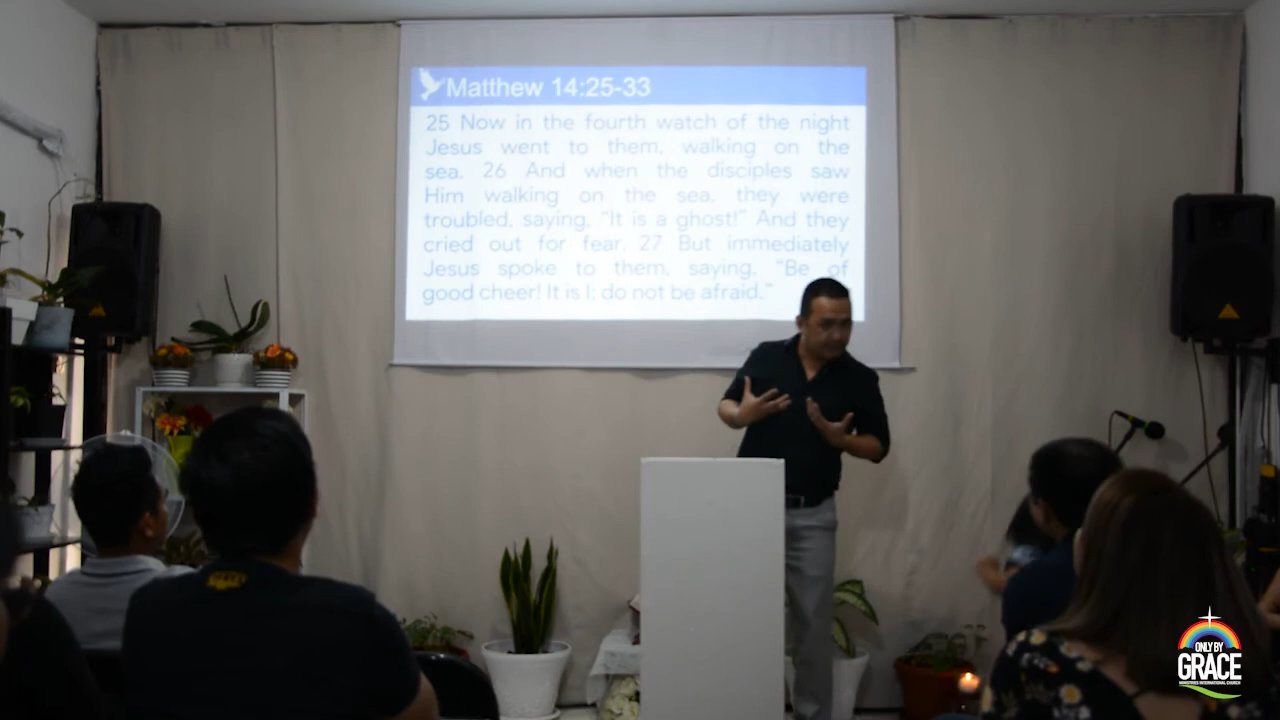 Matthew 14:25-33
25 Now in the fourth watch of the night
Jesus went to them, walking on the
sea. 26 And when the disciples saw
Him walking on the sea, they were
troubled, saying, “It is a ghost!” And they
cried out for fear. 27 But immediately
Jesus spoke to them, saying, “Be of
good cheer! It is I; do not be afraid.”
ONLY BY
GRACE
MINISTRIES INTERNATIONAL CHURCH